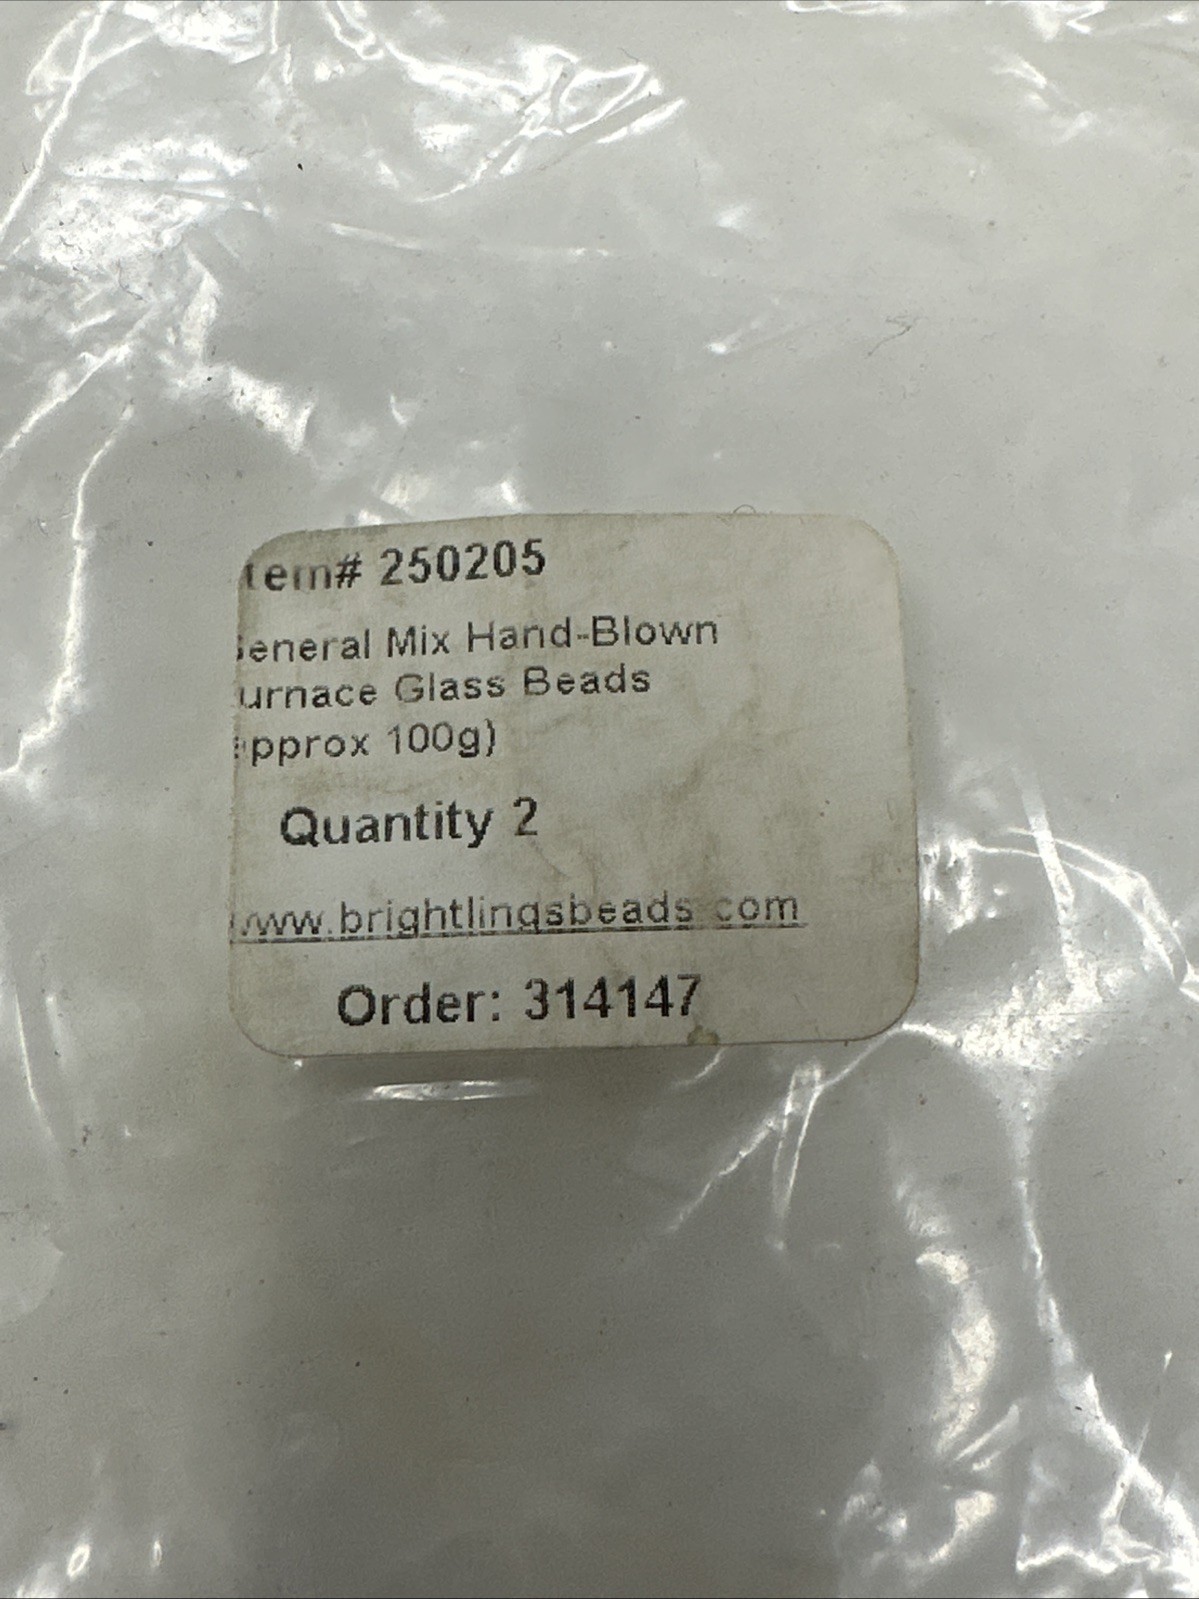 tem# 250205
General Mix Hand-Blown
urnace Glass Beads
approx 100g)
Quantity 2
www.brightlingsbeads.com
Order: 314147